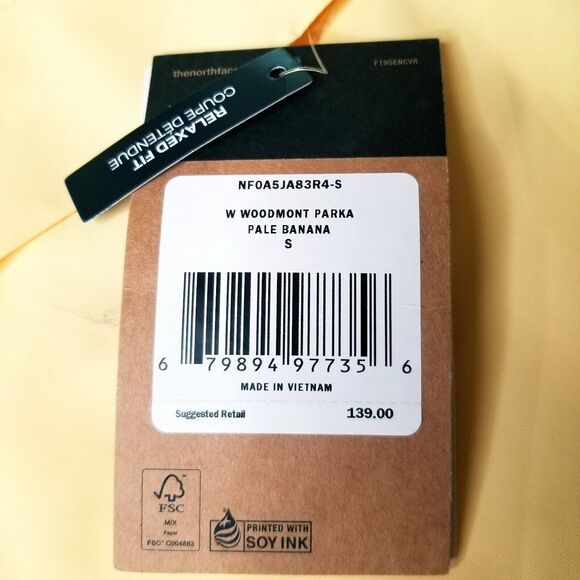 thenorthface
F19GENCVR
RELAXED FIT
COUPE DÉTENDUE
NF0A5JA83R4-S
W WOODMONT PARKA
PALE BANANA
S
6 79894 97735 6
MADE IN VIETNAM
Suggested Retail 139.00
FSC
MIX
Paper
FSC™ C004683
PRINTED WITH
SOY INK